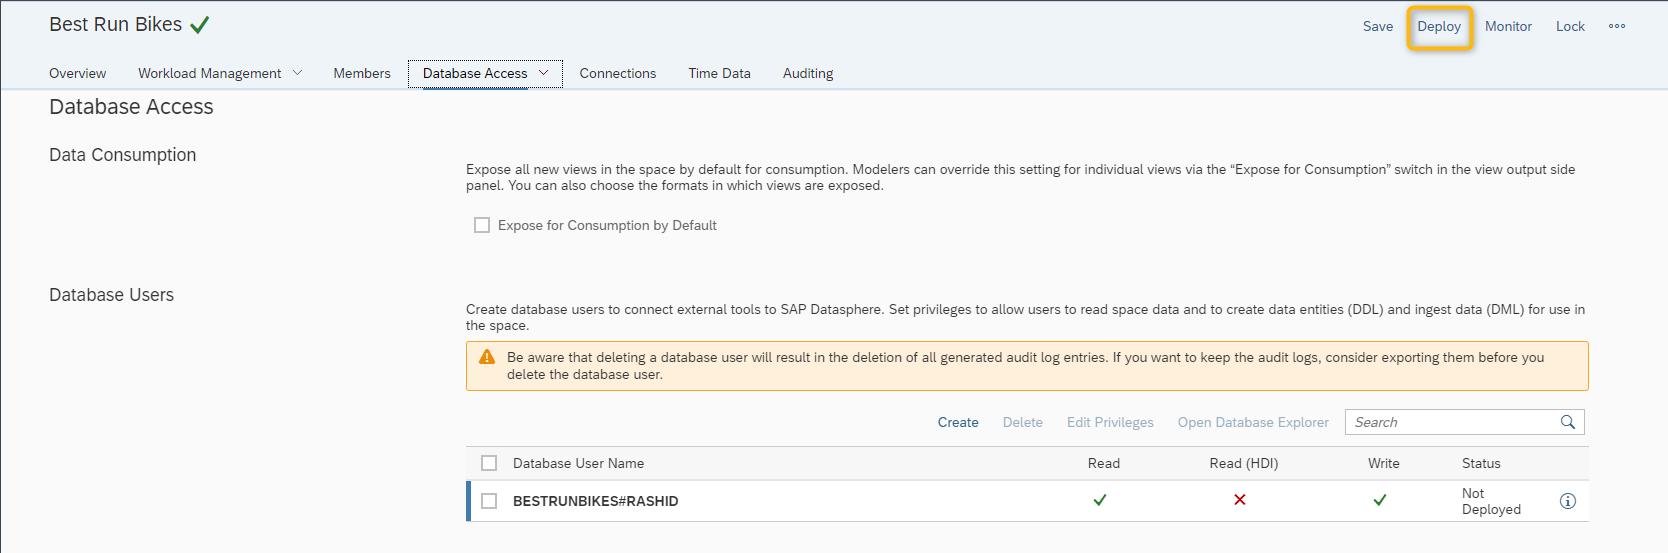 Best Run Bikes
Save Deploy Monitor Lock
Overview Workload Management Members Database Access Connections Time Data Auditing
Database Access
Data Consumption
Expose all new views in the space by default for consumption. Modelers can override this setting for individual views via the “Expose for Consumption” switch in the view output side
panel. You can also choose the formats in which views are exposed.
Expose for Consumption by Default
Database Users
Create database users to connect external tools to SAP Datasphere. Set privileges to allow users to read space data and to create data entities (DDL) and ingest data (DML) for use in
the space.
Be aware that deleting a database user will result in the deletion of all generated audit log entries. If you want to keep the audit logs, consider exporting them before you
delete the database user.
Create Delete Edit Privileges Open Database Explorer Search
Database User Name Read Read (HDI) Write Status
BESTRUNBIKES#RASHID Not
Deployed